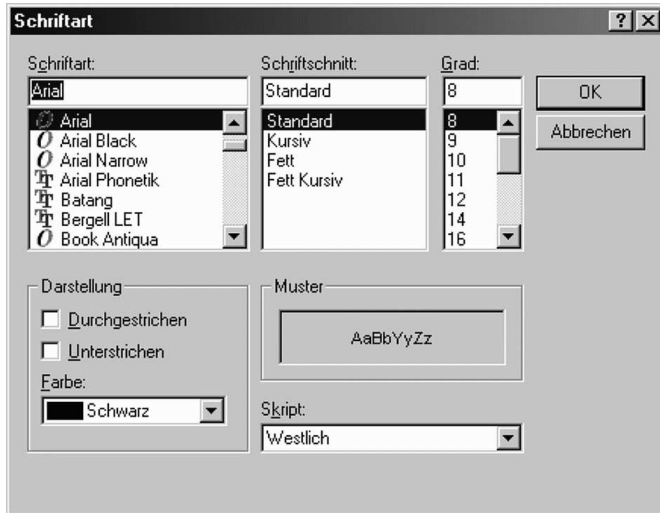 Schriftart
Schriftart:
Arial
Arial
Arial Black
Arial Narrow
Arial Phonetik
Batang
Bergell LET
Book Antiqua
Schriftschnitt:
Standard
Standard
Kursiv
Fett
Fett Kursiv
Grad:
8
8
9
10
11
12
14
16
OK
Abbrechen
Darstellung
Durchgestrichen
Unterstrichen
Farbe:
Schwarz
Muster
AaBbYyZz
Skript:
Westlich